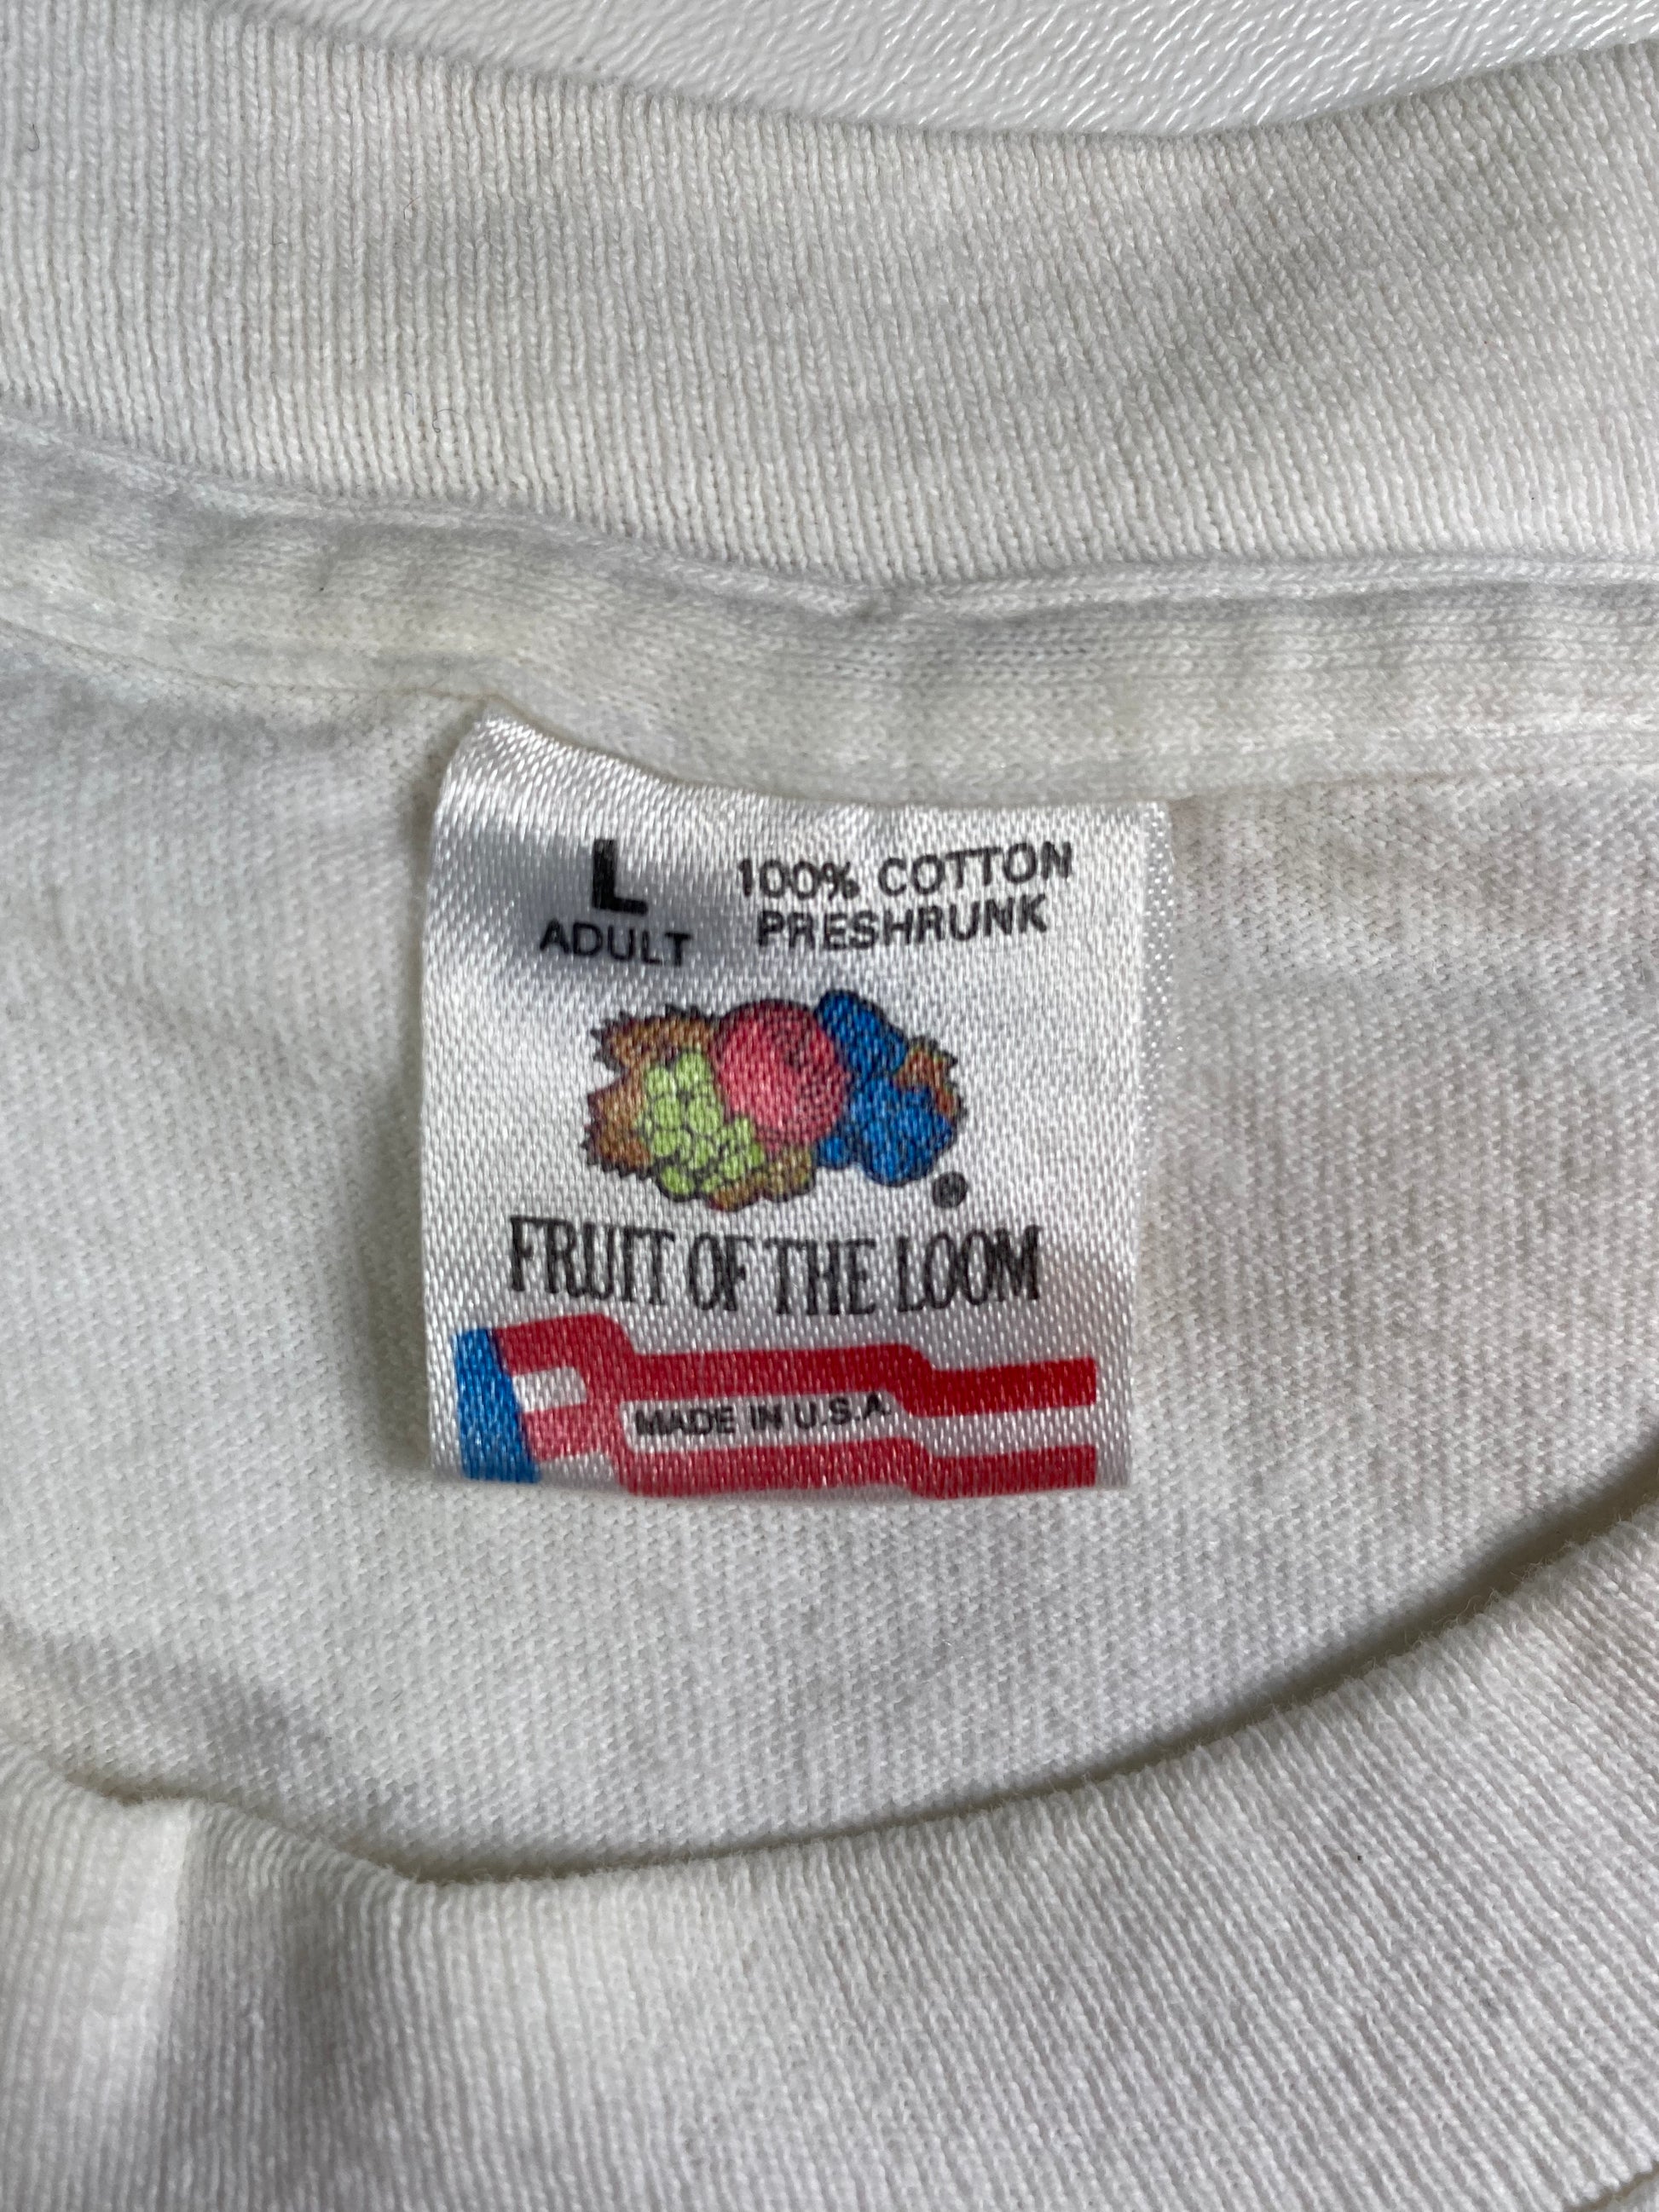 L
ADULT
100% COTTON
PRESHRUNK
®
FRUIT OF THE LOOM
MADE IN U.S.A.